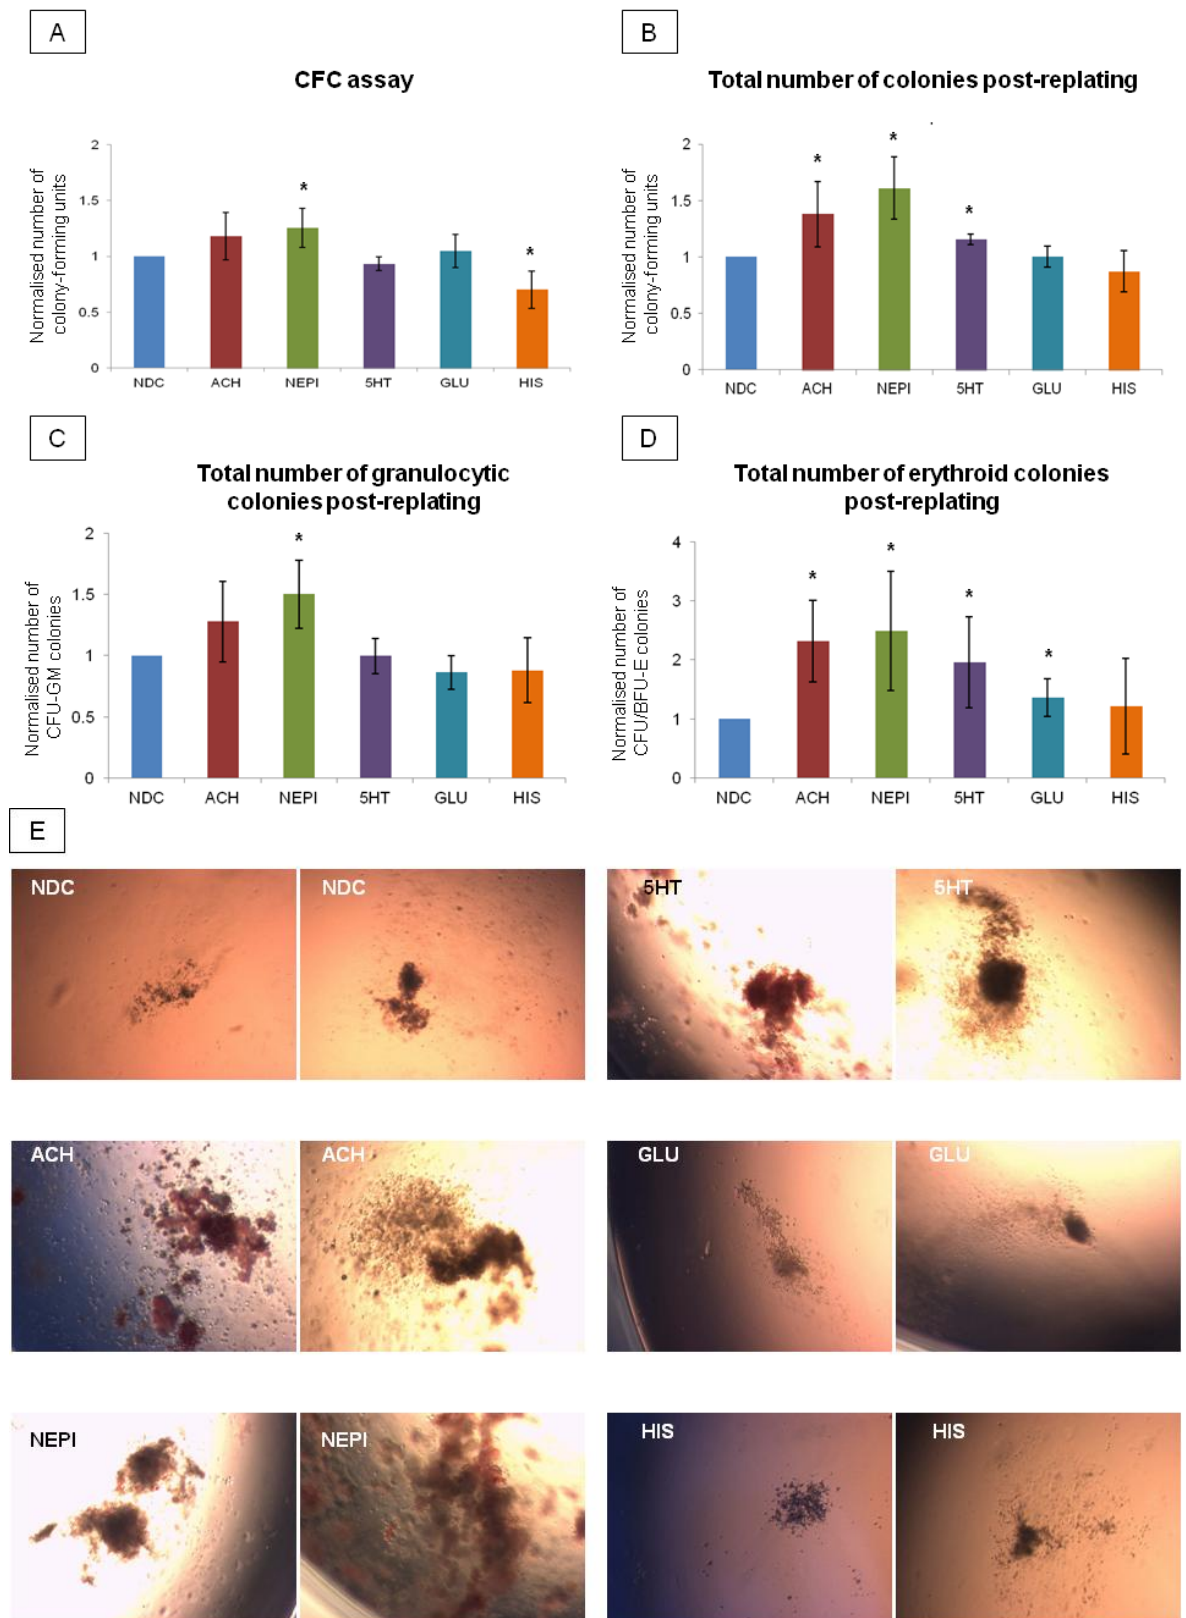 A
CFC assay
Normalised number of
colony-forming units
2
1.5
1
0.5
0
*
*
NDC ACH NEPI 5HT GLU HIS
B
Total number of colonies post-replating
Normalised number of
colony-forming units
2
1.5
1
0.5
0
*
*
*
NDC ACH NEPI 5HT GLU HIS
C
Total number of granulocytic
colonies post-replating
Normalised number of
CFU-GM colonies
2
1.5
1
0.5
0
*
NDC ACH NEPI 5HT GLU HIS
D
Total number of erythroid colonies
post-replating
Normalised number of
CFU/BFU-E colonies
4
3
2
1
0
*
*
*
*
NDC ACH NEPI 5HT GLU HIS
E
NDC NDC 5HT 5HT
ACH ACH GLU GLU
NEPI NEPI HIS HIS